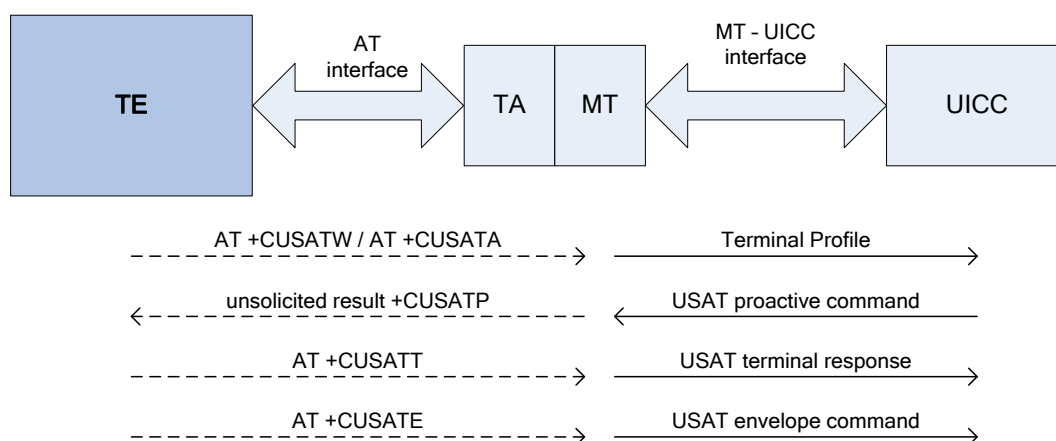 AT
interface
MT - UICC
interface
TE
TA
MT
UICC
AT +CUSATW / AT +CUSATA
Terminal Profile
unsolicited result +CUSATP
USAT proactive command
AT +CUSATT
USAT terminal response
AT +CUSATE
USAT envelope command